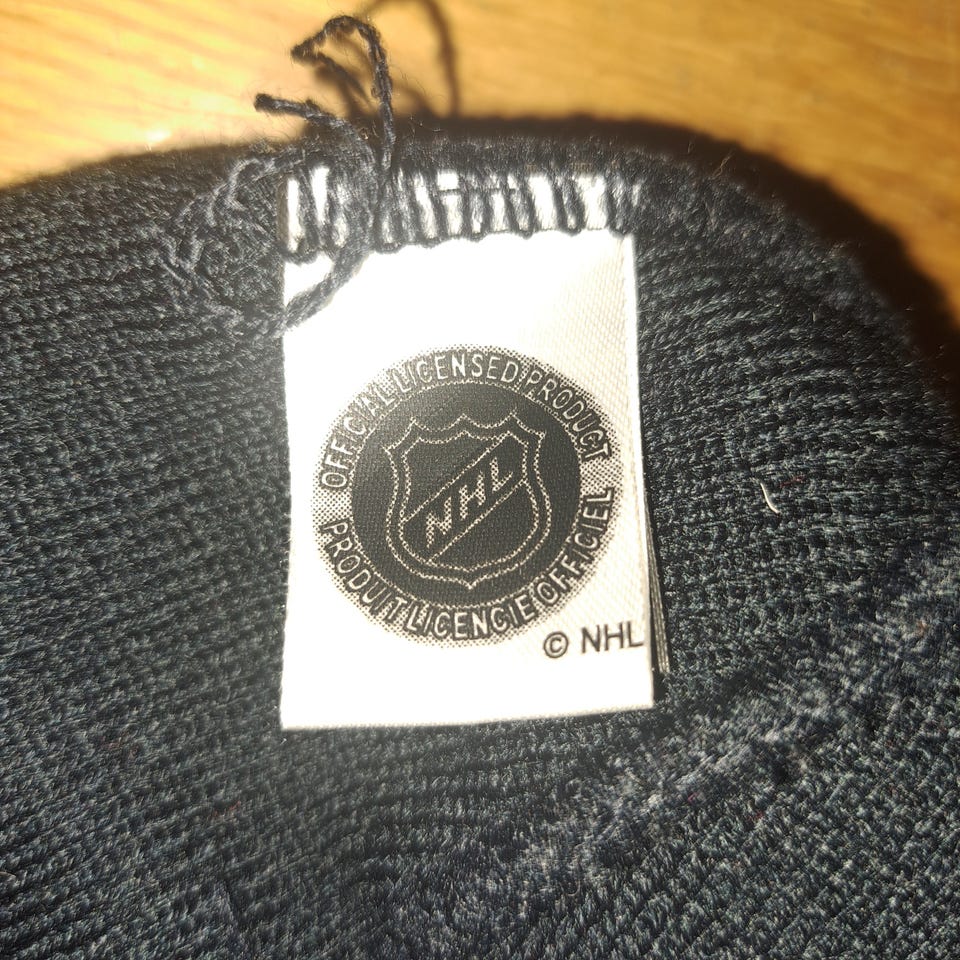 OFFICIAL LICENSED PRODUCT
NHL
PRODUIT LICENCIE OFFICIEL
© NHL